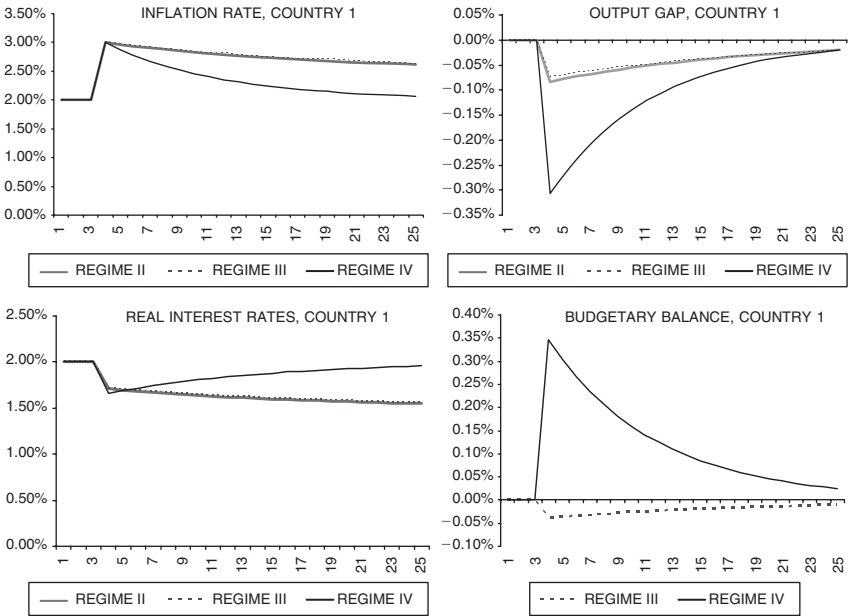 INFLATION RATE, COUNTRY 1
3.50%
3.00%
2.50%
2.00%
1.50%
1.00%
0.50%
0.00%
1 3 5 7 9 11 13 15 17 19 21 23 25
REGIME II REGIME III REGIME IV
OUTPUT GAP, COUNTRY 1
0.05%
0.00%
−0.05%
−0.10%
−0.15%
−0.20%
−0.25%
−0.30%
−0.35%
1 3 5 7 9 11 13 15 17 19 21 23 25
REGIME II REGIME III REGIME IV
REAL INTEREST RATES, COUNTRY 1
2.50%
2.00%
1.50%
1.00%
0.50%
0.00%
1 3 5 7 9 11 13 15 17 19 21 23 25
REGIME II REGIME III REGIME IV
BUDGETARY BALANCE, COUNTRY 1
0.40%
0.35%
0.30%
0.25%
0.20%
0.15%
0.10%
0.05%
0.00%
−0.05%
−0.10%
1 3 5 7 9 11 13 15 17 19 21 23 25
REGIME III REGIME IV